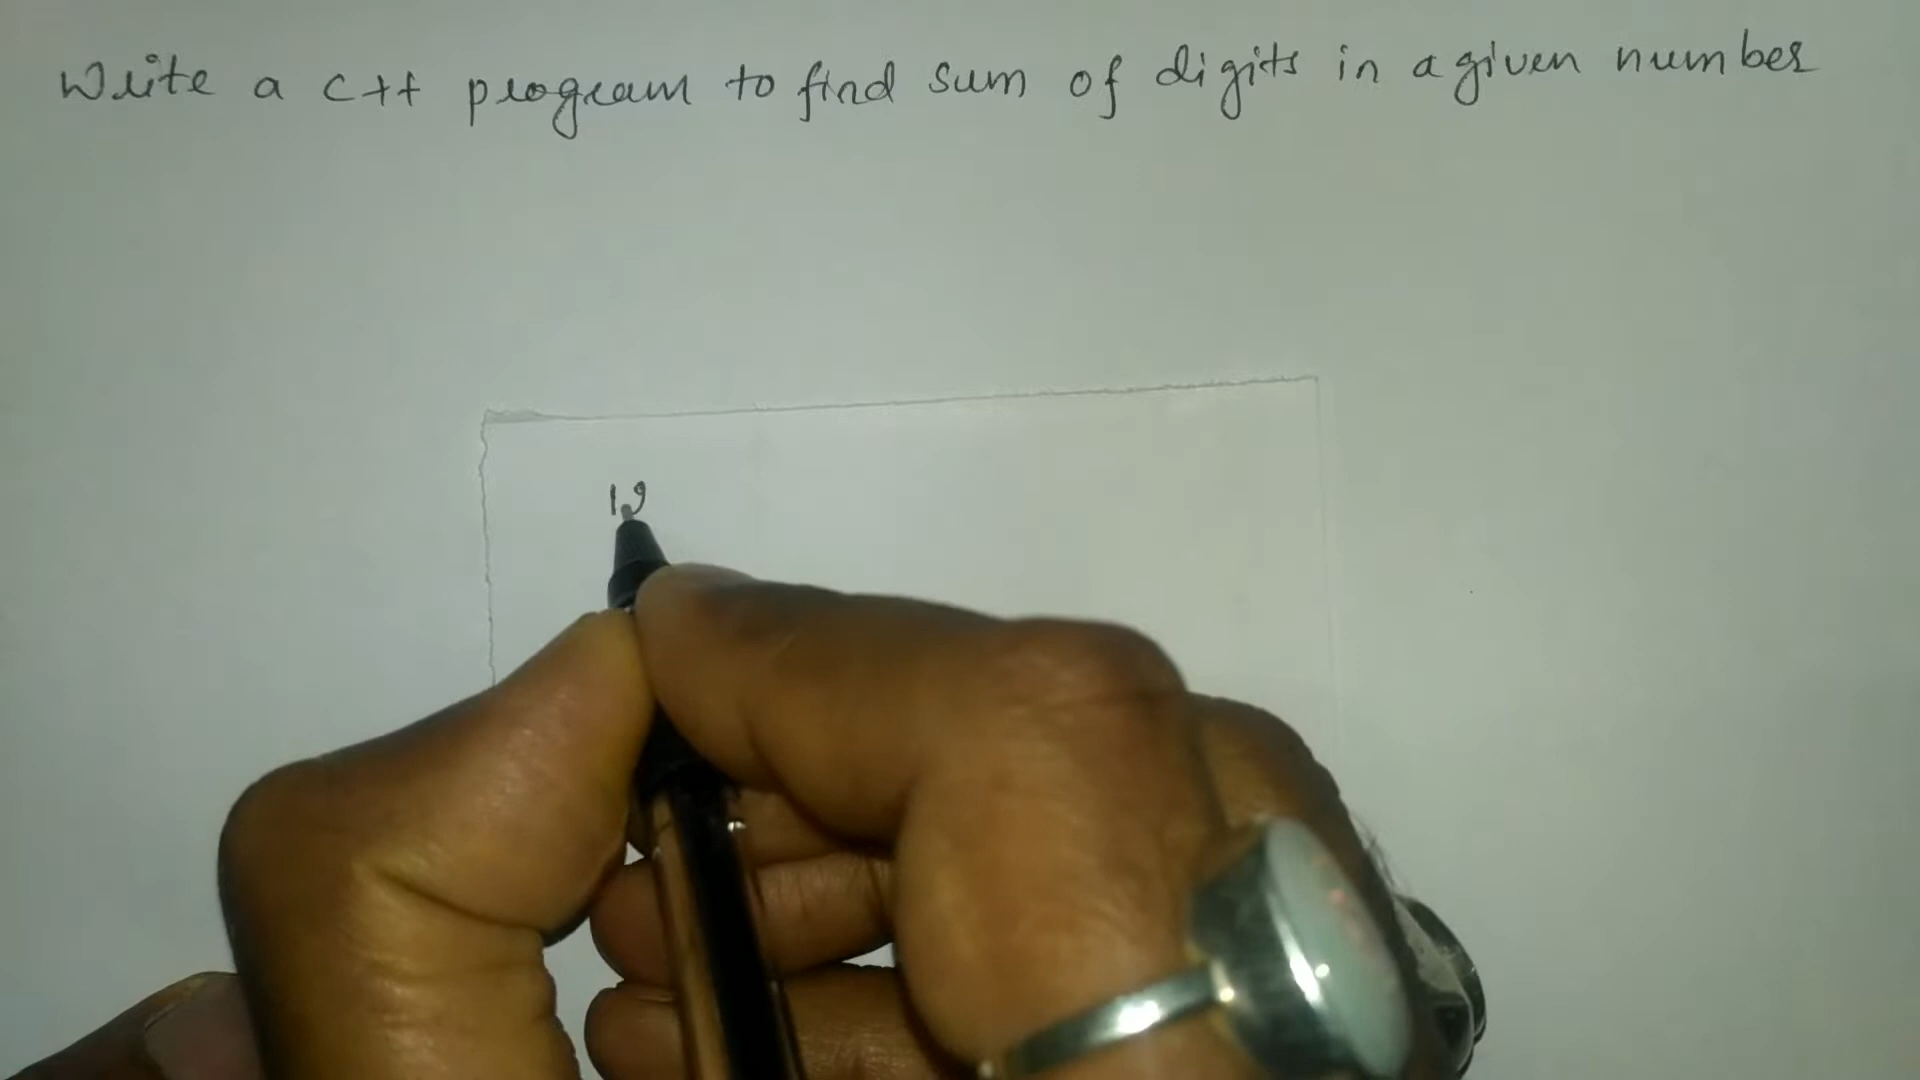 Write a C++ program to find sum of digits in a given number